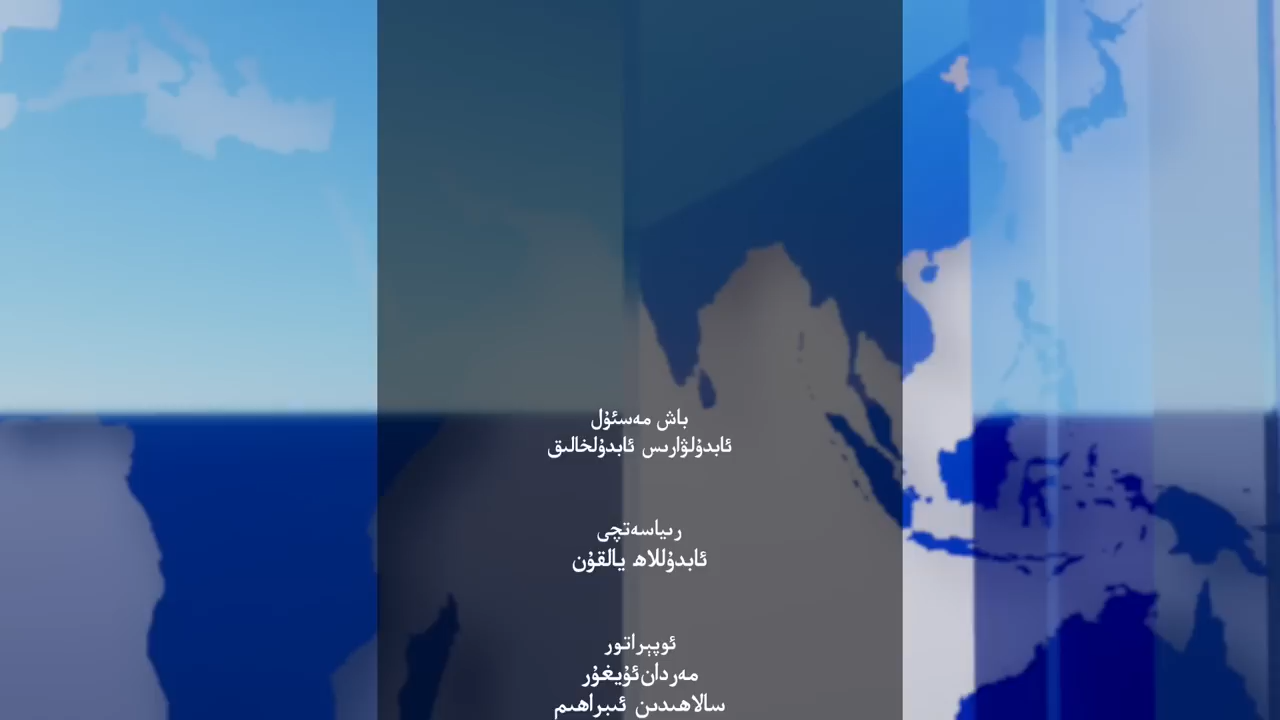 باش مەسئۇل
ئابدۇلۋارىس ئابدۇلخالىق
رىياسەتچى
ئابدۇللاھ يالقۇن
ئوپېراتور
مەردان‌ئۇيغۇر
سالاھىدىن ئىبراھىم